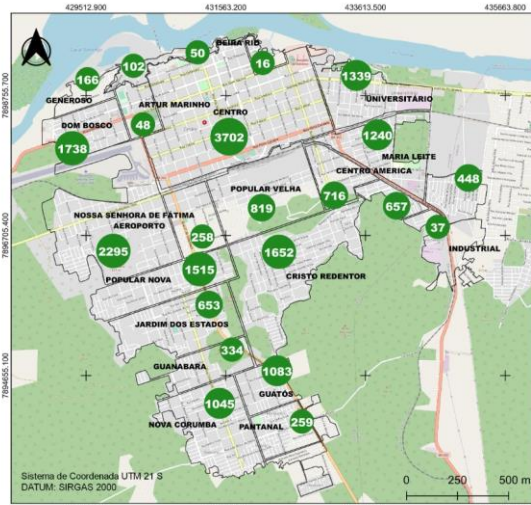 429512.900 431563.200 433613.500 435663.800
7898755.700
7896705.400
7894655.100
BEIRA RIO
50
16
102
166
1339
GENEROSO
ARTUR MARINHO
UNIVERSITÁRIO
DOM BOSCO
48
CENTRO
3702
1240
1738
MARIA LEITE
CENTRO AMERICA
448
POPULAR VELHA
716
657
819
NOSSA SENHORA DE FÁTIMA
AEROPORTO
258
37
2295
1652
INDUSTRIAL
1515
POPULAR NOVA
CRISTO REDENTOR
653
JARDIM DOS ESTADOS
334
GUANABARA
1083
GUATÓS
1045
NOVA CORUMBA
PANTANAL
259
Sistema de Coordenada UTM 21 S
DATUM: SIRGAS 2000
0 250 500 m